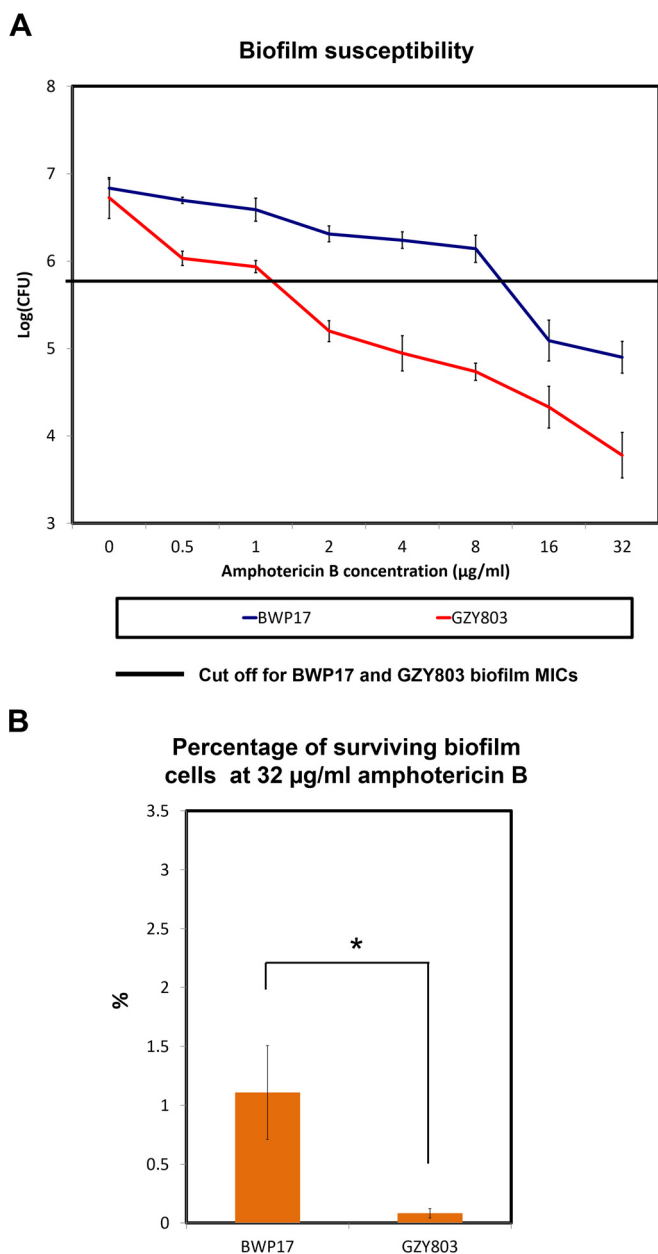 A
Biofilm susceptibility
8
7
6
5
4
3
Log(CFU)
0 0.5 1 2 4 8 16 32
Amphotericin B concentration (µg/ml)
BWP17 GZY803
Cut off for BWP17 and GZY803 biofilm MICs
B
Percentage of surviving biofilm
cells at 32 µg/ml amphotericin B
3.5
3
2.5
2
1.5
1
0.5
0
%
*
BWP17 GZY803